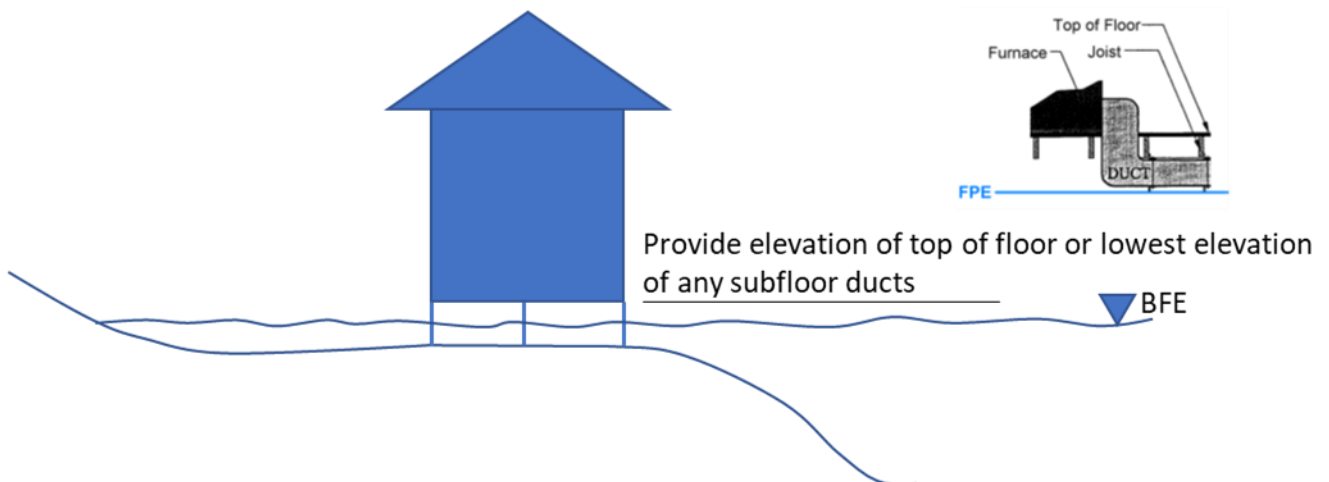 Top of Floor
Furnace
Joist
DUCT
FPE
Provide elevation of top of floor or lowest elevation
of any subfloor ducts
BFE